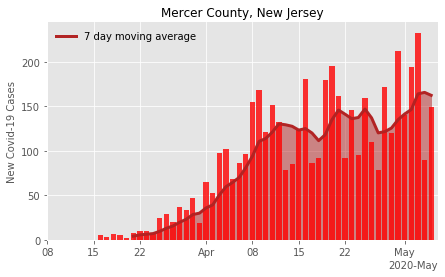 Mercer County, New Jersey
7 day moving average
New Covid-19 Cases
200
150
100
50
0
08 15 22 Apr 08 15 22 May
2020-May